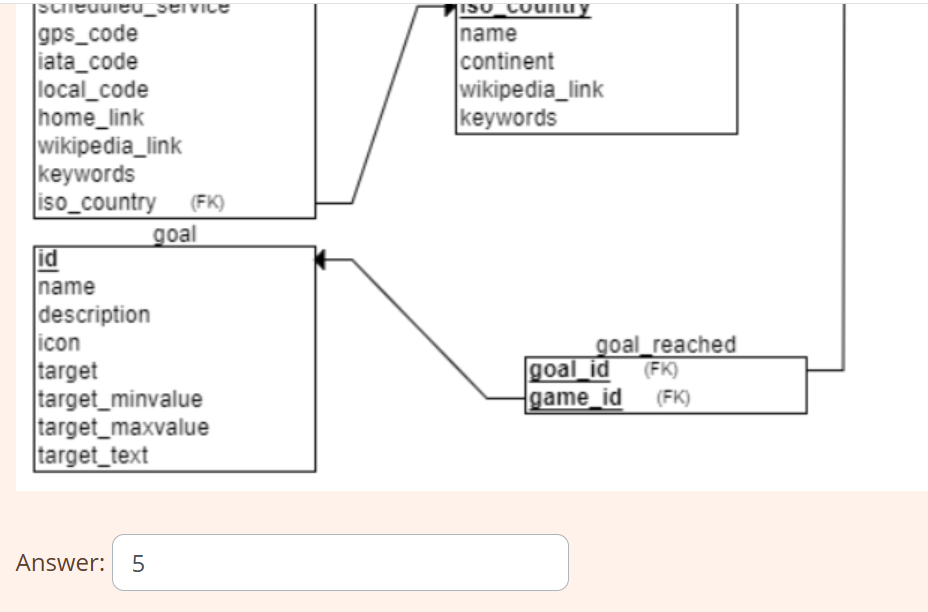 scheduled_service
gps_code
iata_code
local_code
home_link
wikipedia_link
keywords
iso_country (FK)
iso_country
name
continent
wikipedia_link
keywords
goal
id
name
description
icon
target
target_minvalue
target_maxvalue
target_text
goal_reached
goal_id (FK)
game_id (FK)
Answer: 5